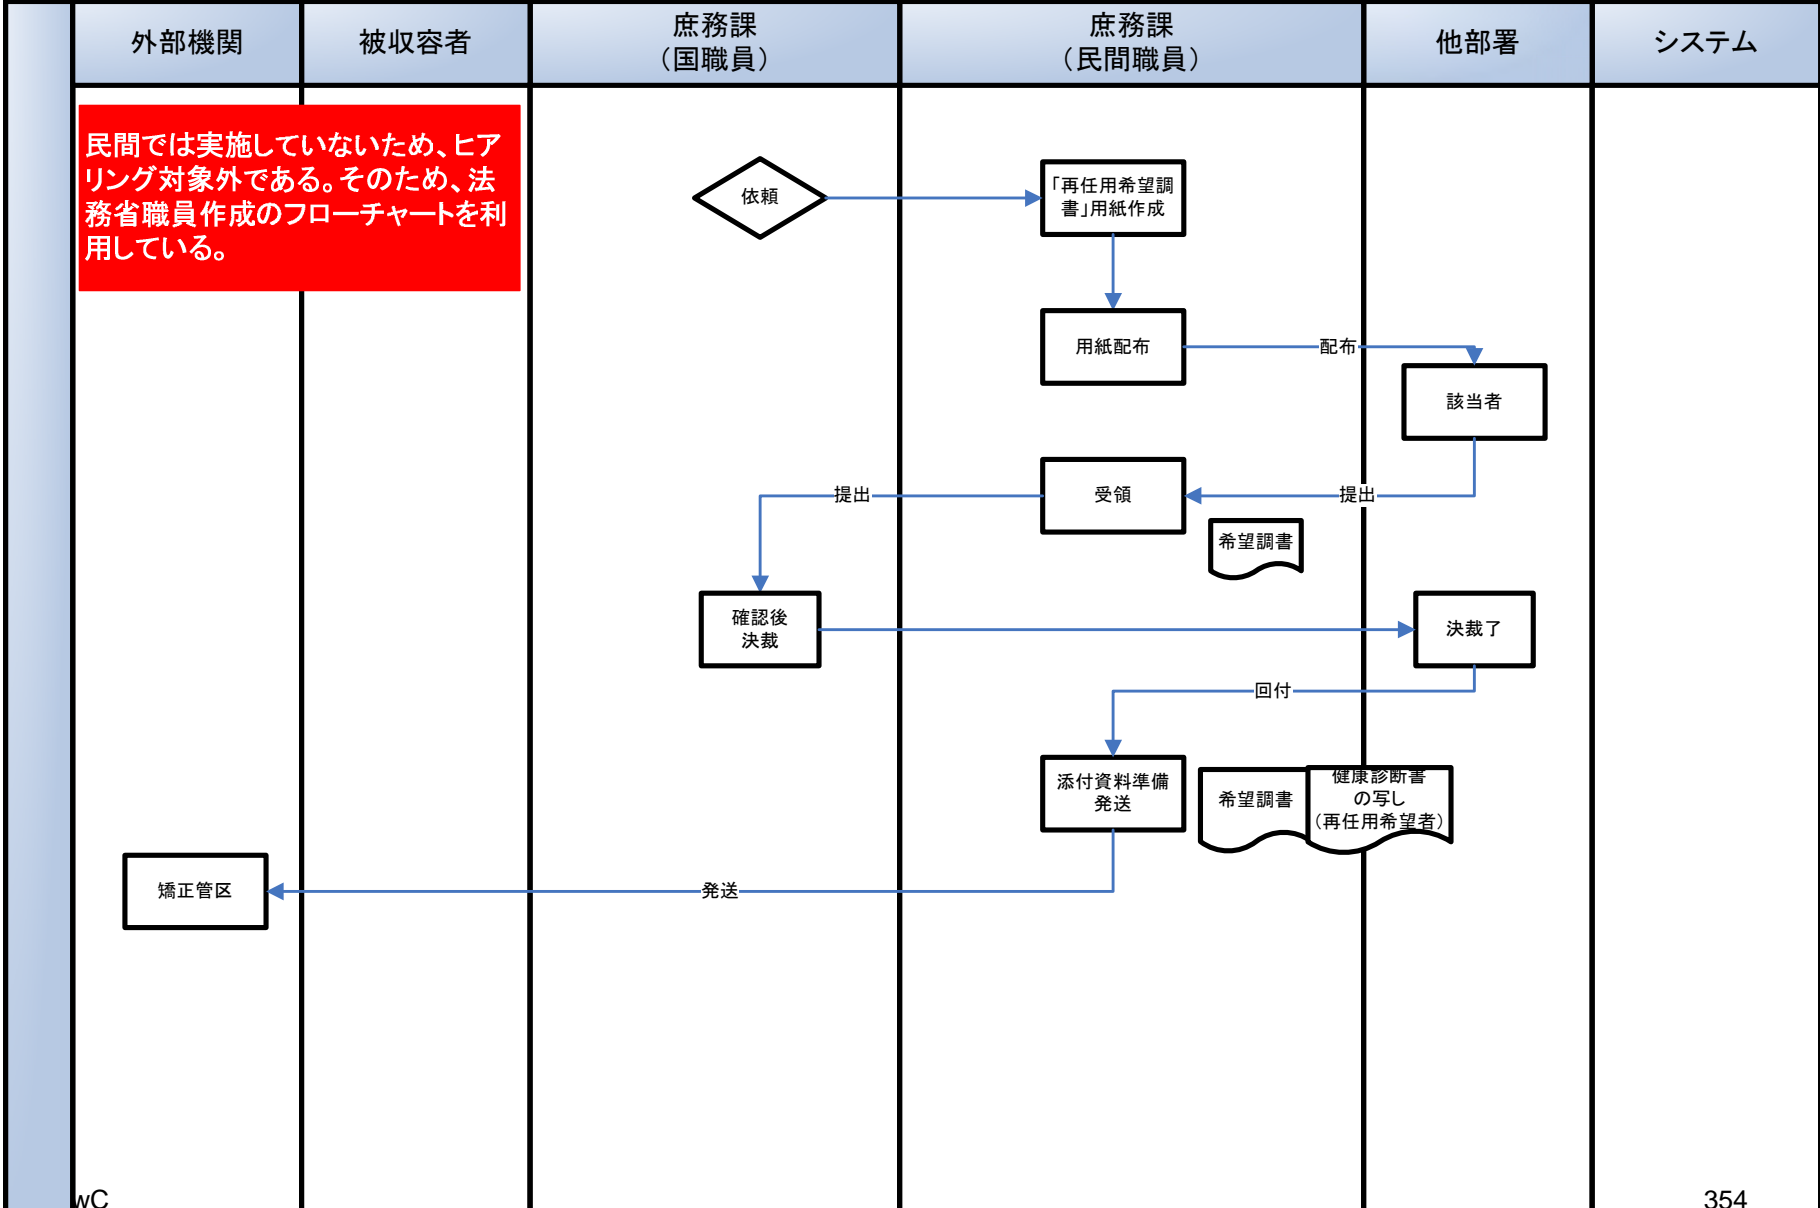 外部機関
被収容者
庶務課
（国職員）
庶務課
（民間職員）
他部署
システム
民間では実施していないため、ヒア
リング対象外である。そのため、法
務省職員作成のフローチャートを利
用している。
依頼
「再任用希望調
書」用紙作成
用紙配布
配布
該当者
提出
受領
提出
希望調書
確認後
決裁
決裁了
回付
添付資料準備
発送
希望調書
健康診断書
の写し
（再任用希望者）
発送
矯正管区
wC
354